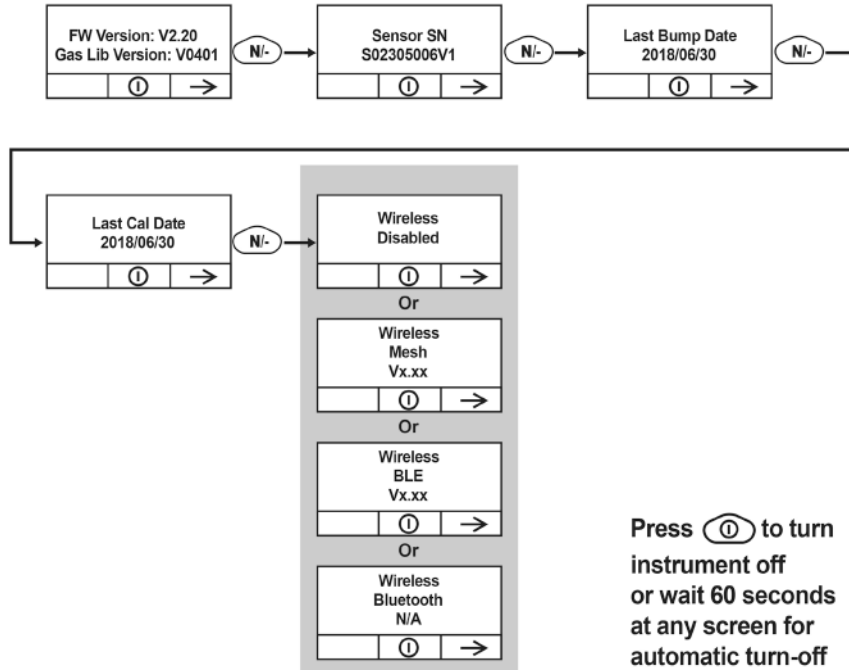 FW Version: V2.20
Gas Lib Version: V0401
N/-
Sensor SN
S02305006V1
N/-
Last Bump Date
2018/06/30
N/-
Last Cal Date
2018/06/30
N/-
Wireless
Disabled
Or
Wireless
Mesh
Vx.xx
Or
Wireless
BLE
Vx.xx
Or
Wireless
Bluetooth
N/A
Press to turn
instrument off
or wait 60 seconds
at any screen for
automatic turn-off